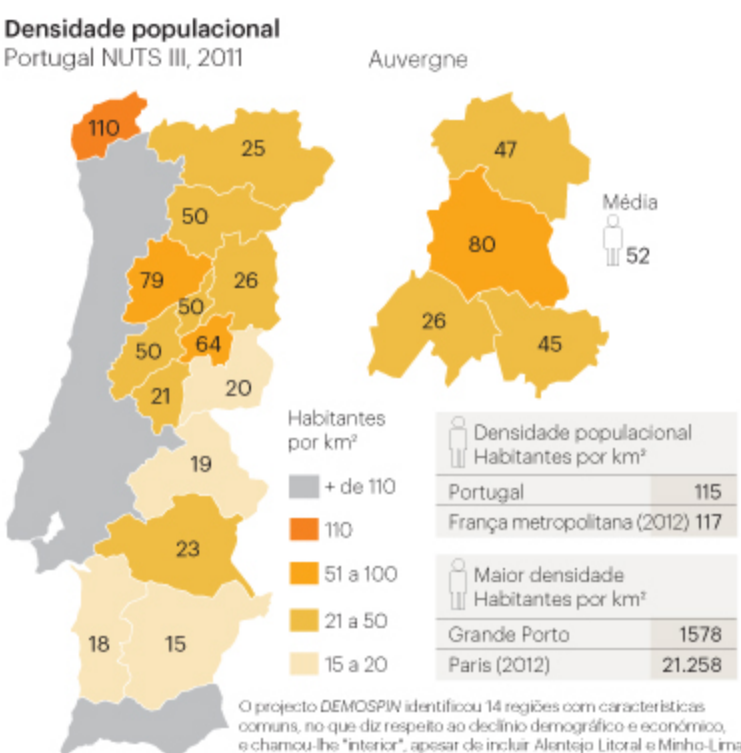 Densidade populacional
Portugal NUTS III, 2011
Auvergne
110
25
47
50
Média
52
80
79
26
50
26
50
64
45
21
20
Habitantes
por km²
19
+ de 110
110
23
51 a 100
21 a 50
18
15
15 a 20
Densidade populacional
Habitantes por km²
Portugal 115
França metropolitana (2012) 117
Maior densidade
Habitantes por km²
Grande Porto 1578
Paris (2012) 21.258
O projecto DEMOSPIN identificou 14 regiões com características
comuns, no que diz respeito ao declínio demográfico e económico,
e chamou-lhe "interior", apesar de incluir Alentejo Litoral e Minho-Lima